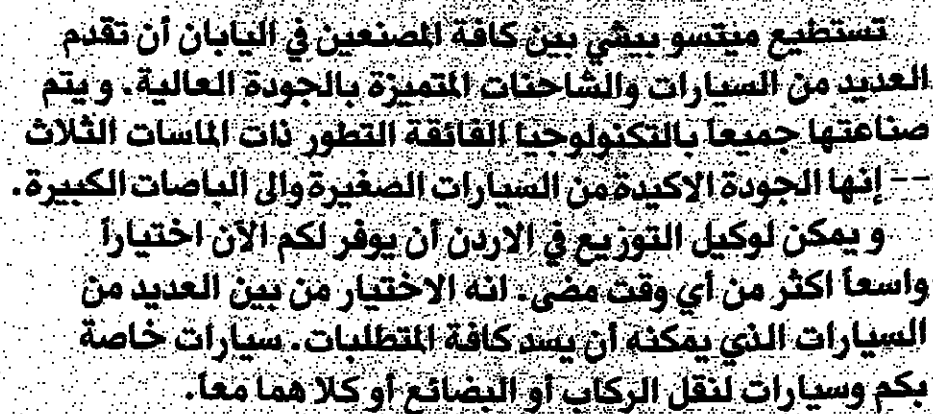 تستطيع ميتسو بيشي بين كافة المصنعين في اليابان أن تقدم
العديد من السيارات والشاحنات المتميزة بالجودة العالية. و يتم
صناعتها جميعاً بالتكنولوجيا الفائقة التطور ذات الماسات الثلاث
-- إنها الجودة الاكيدة من السيارات الصغيرة والى الباصات الكبيرة.
و يمكن لوكيل التوزيع في الاردن أن يوفر لكم الآن اختياراً
واسعاً اكثر من أي وقت مضى. انه الاختيار من بين العديد من
السيارات الذي يمكنه أن يسد كافة المتطلبات. سيارات خاصة
بكم وسيارات لنقل الركاب أو البضائع أو كلا هما معاً.